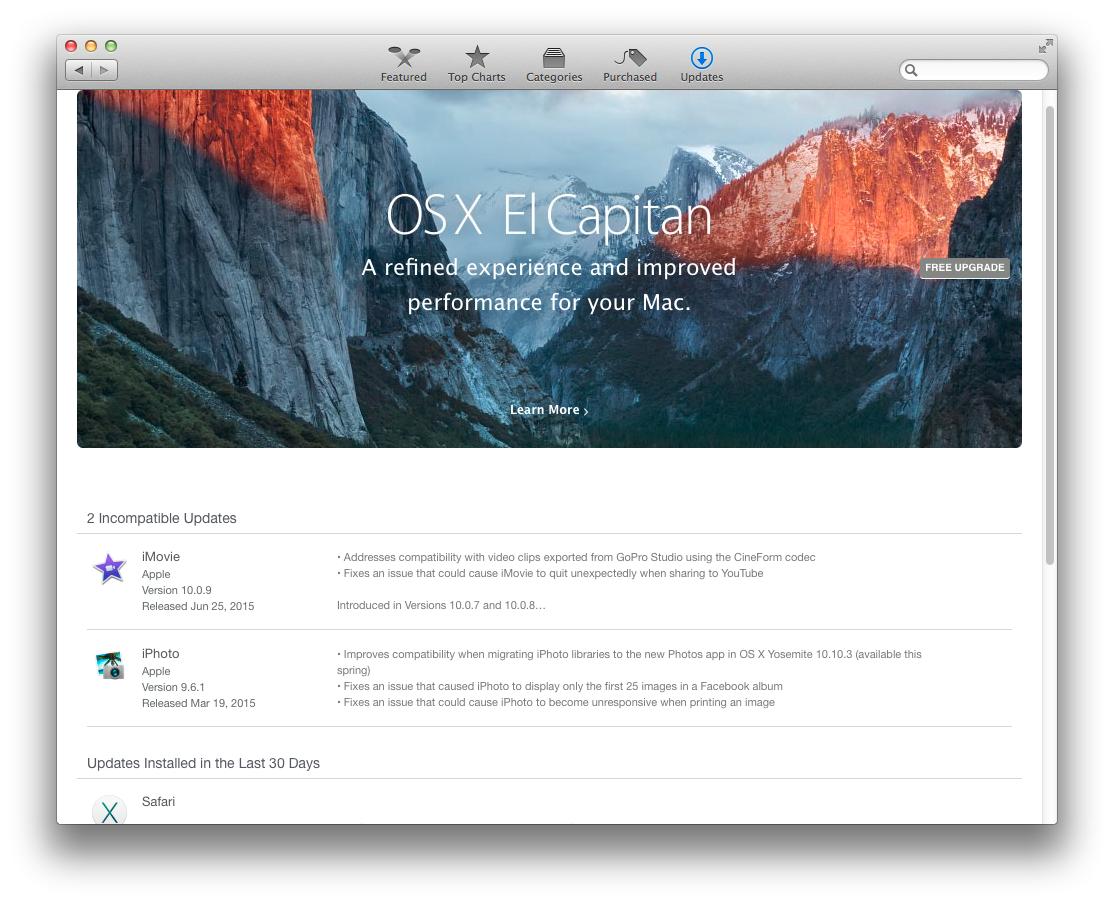 Featured
Top Charts
Categories
Purchased
Updates
OS X El Capitan
A refined experience and improved
performance for your Mac.
FREE UPGRADE
Learn More ›
2 Incompatible Updates
iMovie
Apple
Version 10.0.9
Released Jun 25, 2015
• Addresses compatibility with video clips exported from GoPro Studio using the CineForm codec
• Fixes an issue that could cause iMovie to quit unexpectedly when sharing to YouTube
Introduced in Versions 10.0.7 and 10.0.8…
iPhoto
Apple
Version 9.6.1
Released Mar 19, 2015
• Improves compatibility when migrating iPhoto libraries to the new Photos app in OS X Yosemite 10.10.3 (available this
spring)
• Fixes an issue that caused iPhoto to display only the first 25 images in a Facebook album
• Fixes an issue that could cause iPhoto to become unresponsive when printing an image
Updates Installed in the Last 30 Days
X
Safari